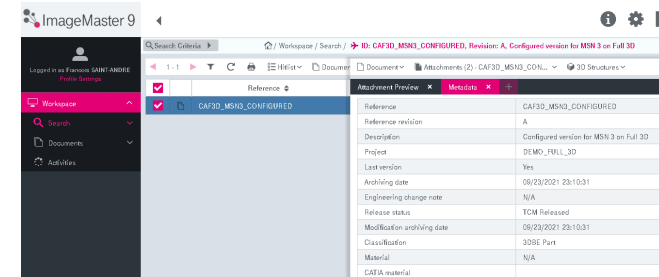 ImageMaster 9
Search Criteria
/ Workspace / Search / ID: CAF3D_MSN3_CONFIGURED, Revision: A, Configured version for MSN 3 on Full 3D
Logged in as Francois SAINT-ANDRE
Profile Settings
1-1
Hitlist
Documen
Document
Attachments (2) - CAF3D_MSN3_CON...
3D Structures
Reference
Attachment Preview
Metadata
Workspace
Search
Documents
Activities
CAF3D_MSN3_CONFIGURED
Reference CAF3D_MSN3_CONFIGURED
Reference revision A
Description Configured version for MSN 3 on Full 3D
Project DEMO_FULL_3D
Last version Yes
Archiving date 09/23/2021 23:10:31
Engineering change note N/A
Release status TCM Released
Modification archiving date 09/23/2021 23:10:31
Classification 3DBE Part
Material N/A
CATIA material